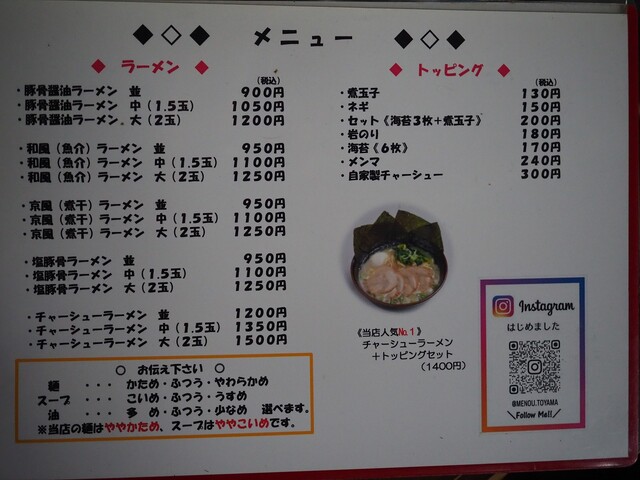 ◆◇◆ メニュー ◆◇◆
◆ ラーメン ◆
(税込)
・豚骨醤油ラーメン 並 900円
・豚骨醤油ラーメン 中(1.5玉) 1050円
・豚骨醤油ラーメン 大(2玉) 1200円
・和風(魚介)ラーメン 並 950円
・和風(魚介)ラーメン 中(1.5玉) 1100円
・和風(魚介)ラーメン 大(2玉) 1250円
・京風(煮干)ラーメン 並 950円
・京風(煮干)ラーメン 中(1.5玉) 1100円
・京風(煮干)ラーメン 大(2玉) 1250円
・塩豚骨ラーメン 並 950円
・塩豚骨ラーメン 中(1.5玉) 1100円
・塩豚骨ラーメン 大(2玉) 1250円
・チャーシューラーメン 並 1200円
・チャーシューラーメン 中(1.5玉) 1350円
・チャーシューラーメン 大(2玉) 1500円
○ お伝え下さい ○
麺 ・・・ かため・ふつう・やわらかめ
スープ ・・・ こいめ・ふつう・うすめ
油 ・・・ 多め・ふつう・少なめ 選べます。
※当店の麺はややかため、スープはややこいめです。
◆ トッピング ◆
(税込)
・煮玉子 130円
・ネギ 150円
・セット《海苔3枚+煮玉子》 200円
・岩のり 180円
・海苔《6枚》 170円
・メンマ 240円
・自家製チャーシュー 300円
《当店人気No.1》
チャーシューラーメン
+トッピングセット
(1400円)
Instagram
はじめました
@MENOU.TOYAMA
\Follow Me!!/